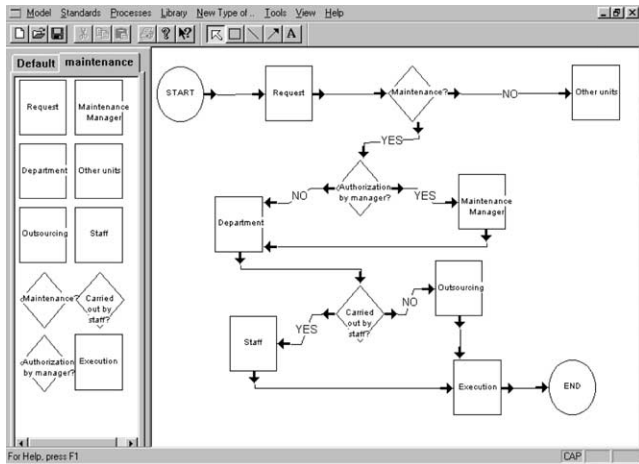 Model Standards Processes Library New Type of .. Tools View Help
Default maintenance
Request
Maintenance
Manager
Department
Other units
Outsourcing
Staff
Maintenance?
Carried
out by
staff?
Authorization
by manager?
Execution
START
Request
Maintenance?
NO
Other units
YES
NO
Authorization
by manager?
YES
Maintenance
Manager
Department
Outsourcing
Carried
out by
staff?
NO
YES
Staff
Execution
END
For Help, press F1
CAP